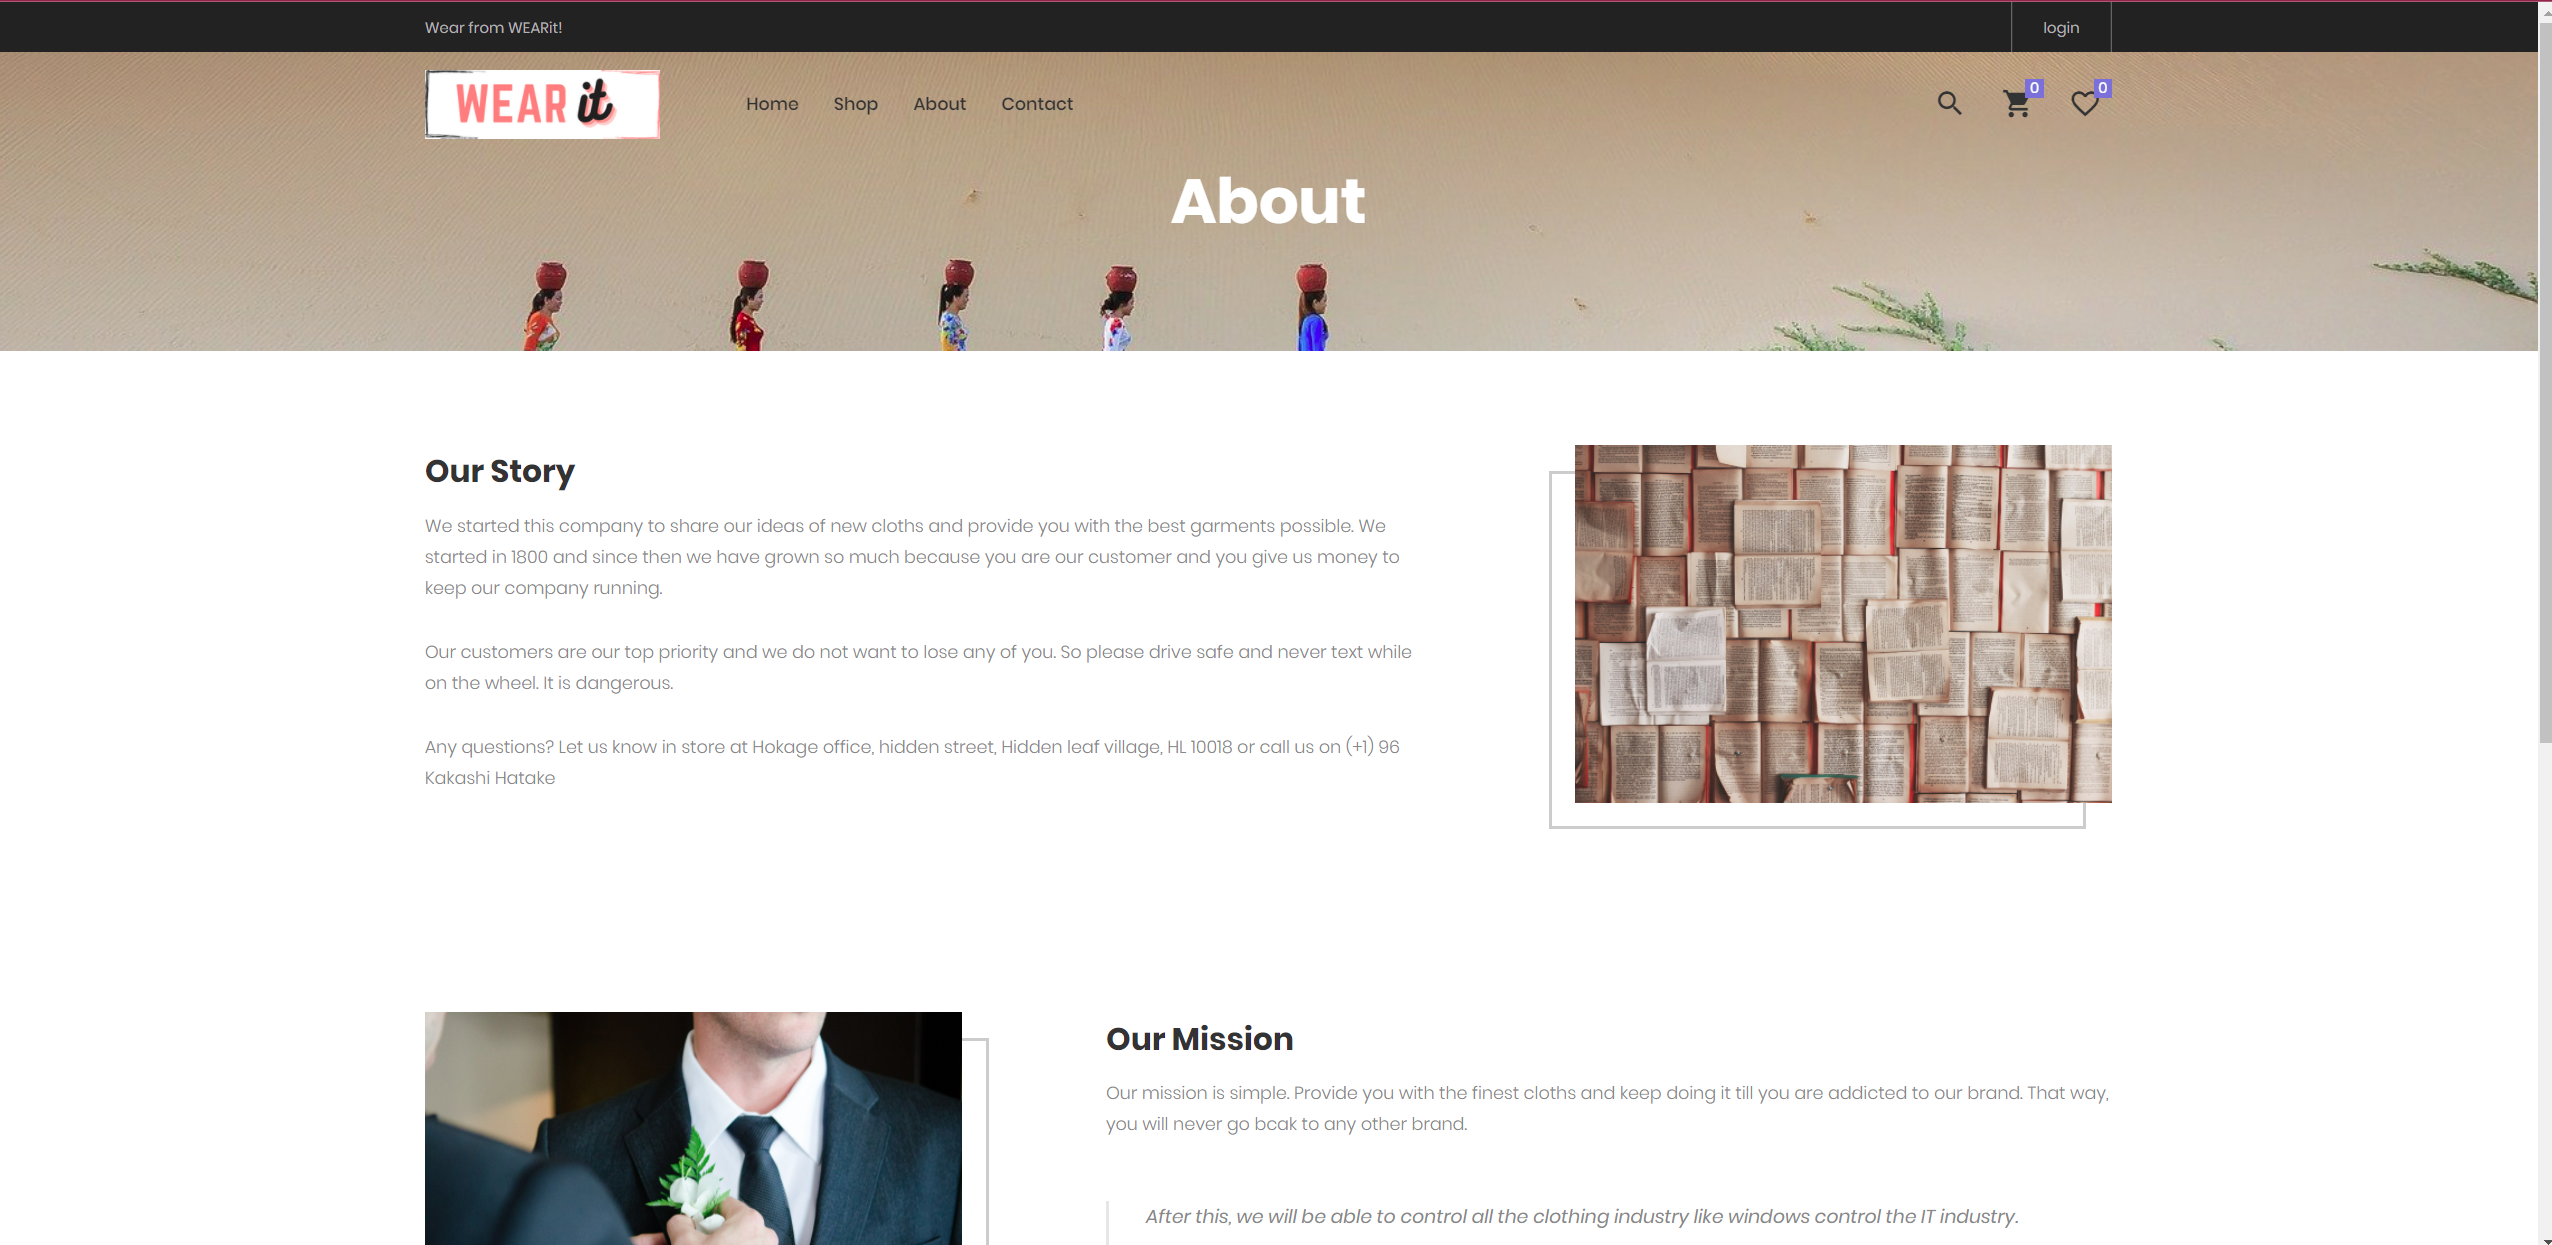 Wear from WEARit!
login
WEAR it
Home Shop About Contact
0
0
About
Our Story
We started this company to share our ideas of new cloths and provide you with the best garments possible. We
started in 1800 and since then we have grown so much because you are our customer and you give us money to
keep our company running.
Our customers are our top priority and we do not want to lose any of you. So please drive safe and never text while
on the wheel. It is dangerous.
Any questions? Let us know in store at Hokage office, hidden street, Hidden leaf village, HL 10018 or call us on (+1) 96
Kakashi Hatake
Our Mission
Our mission is simple. Provide you with the finest cloths and keep doing it till you are addicted to our brand. That way,
you will never go bcak to any other brand.
After this, we will be able to control all the clothing industry like windows control the IT industry.